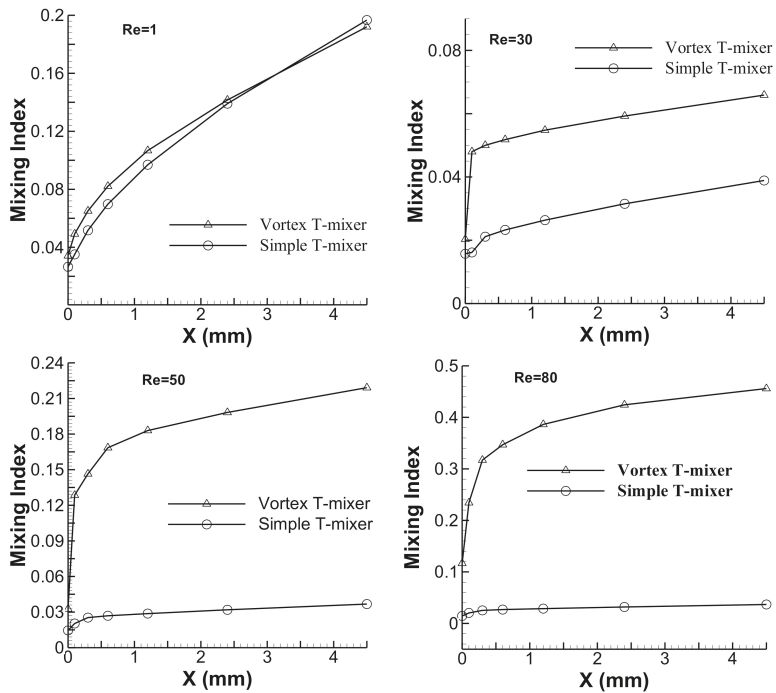 Re=1
Mixing Index
0.2
0.16
0.12
0.08
0.04
Vortex T-mixer
Simple T-mixer
0 1 2 3 4
X (mm)
Re=30
Mixing Index
0.08
0.04
0
Vortex T-mixer
Simple T-mixer
0 1 2 3 4
X (mm)
Re=50
Mixing Index
0.24
0.21
0.18
0.15
0.12
0.09
0.06
0.03
0
Vortex T-mixer
Simple T-mixer
0 1 2 3 4
X (mm)
Re=80
Mixing Index
0.5
0.4
0.3
0.2
0.1
0
Vortex T-mixer
Simple T-mixer
0 1 2 3 4
X (mm)